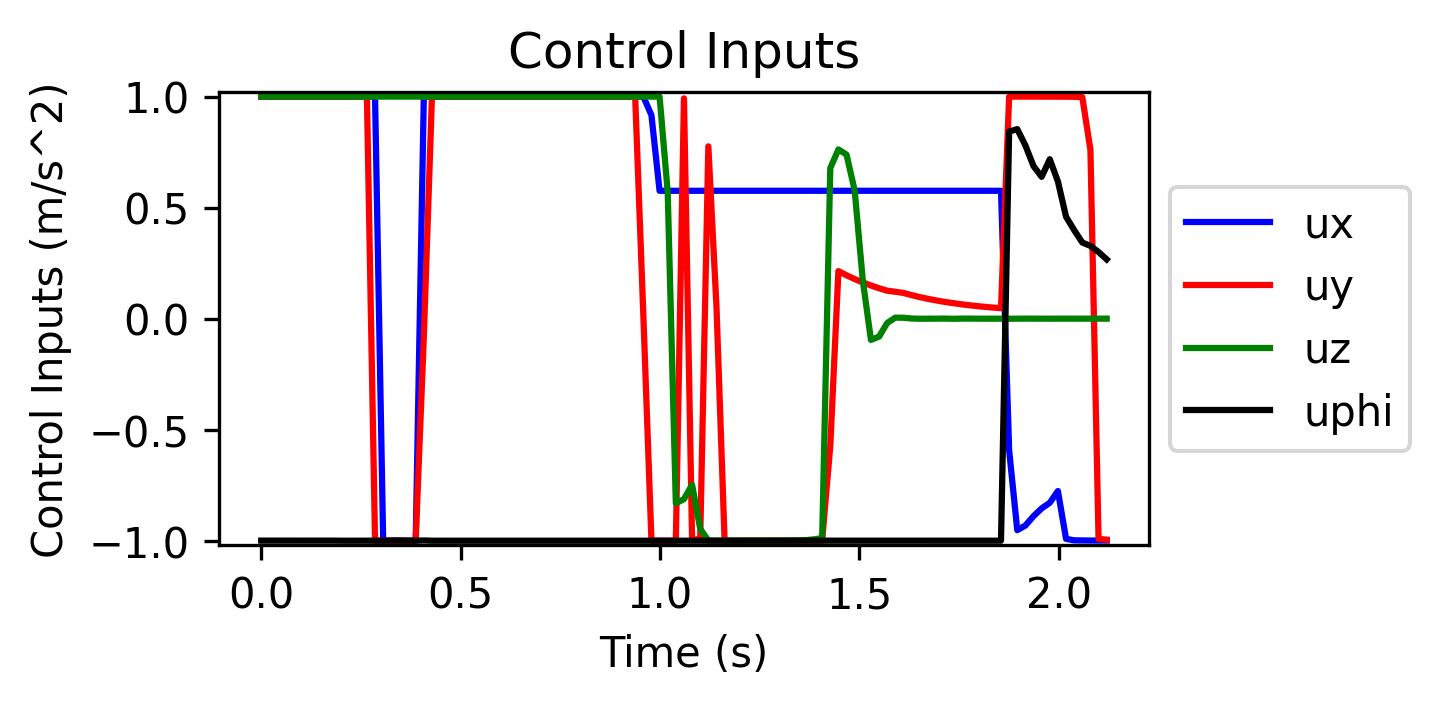 Control Inputs
Control Inputs (m/s^2)
1.0
0.5
0.0
−0.5
−1.0
0.0 0.5 1.0 1.5 2.0
Time (s)
ux
uy
uz
uphi